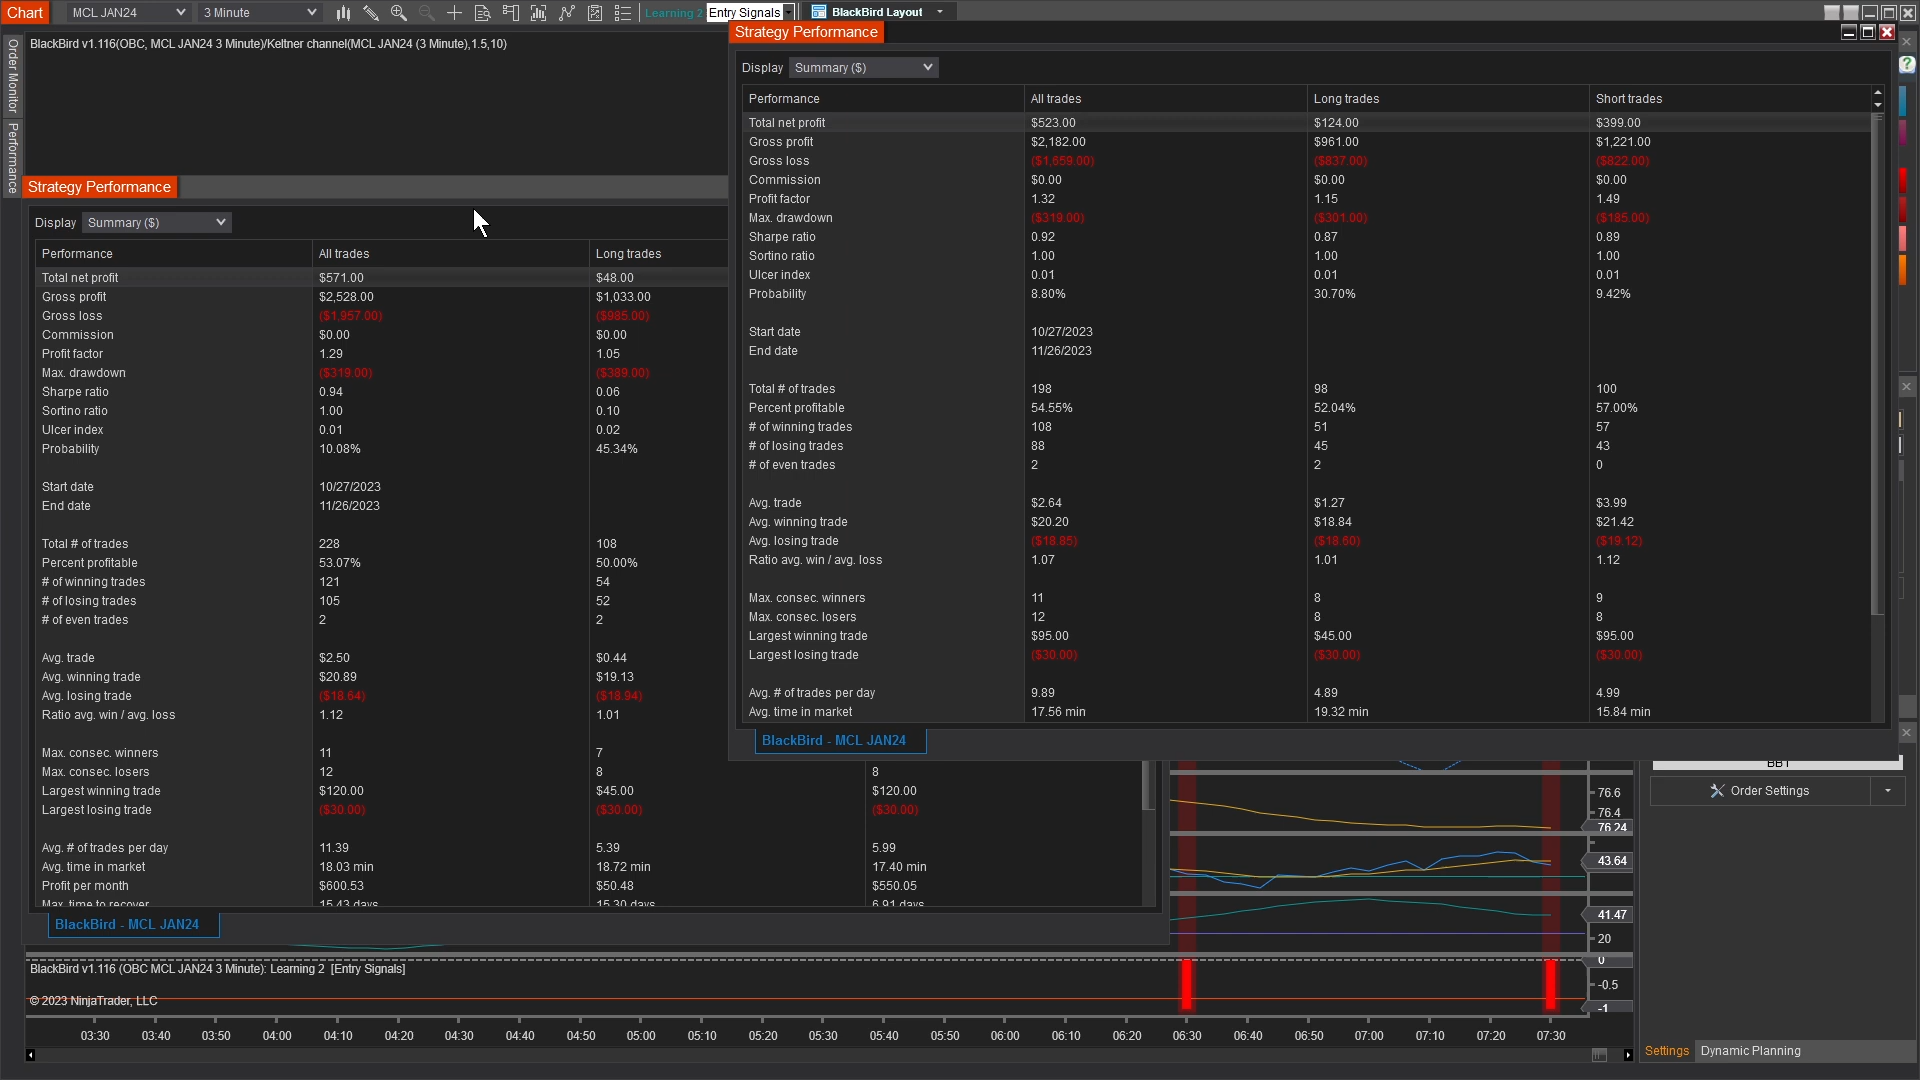 Chart MCL JAN24 3 Minute Learning 2 Entry Signals BlackBird Layout
BlackBird v1.116(OBC, MCL JAN24 3 Minute)/Keltner channel(MCL JAN24 (3 Minute),1.5,10)
Order Monitor
Performance
Strategy Performance
Display Summary ($)
Performance All trades Long trades
Total net profit $571.00 $48.00
Gross profit $2,528.00 $1,033.00
Gross loss ($1,957.00) ($985.00)
Commission $0.00 $0.00
Profit factor 1.29 1.05
Max. drawdown ($319.00) ($389.00)
Sharpe ratio 0.94 0.06
Sortino ratio 1.00 0.10
Ulcer index 0.01 0.02
Probability 10.08% 45.34%
Start date 10/27/2023
End date 11/26/2023
Total # of trades 228 108
Percent profitable 53.07% 50.00%
# of winning trades 121 54
# of losing trades 105 52
# of even trades 2 2
Avg. trade $2.50 $0.44
Avg. winning trade $20.89 $19.13
Avg. losing trade ($18.64) ($18.94)
Ratio avg. win / avg. loss 1.12 1.01
Max. consec. winners 11 7
Max. consec. losers 12 8 8
Largest winning trade $120.00 $45.00 $120.00
Largest losing trade ($30.00) ($30.00) ($30.00)
Avg. # of trades per day 11.39 5.39 5.99
Avg. time in market 18.03 min 18.72 min 17.40 min
Profit per month $600.53 $50.48 $550.05
Max. time to recover 15.43 days 15.30 days 6.91 days
BlackBird - MCL JAN24
Strategy Performance
Display Summary ($)
Performance All trades Long trades Short trades
Total net profit $523.00 $124.00 $399.00
Gross profit $2,182.00 $961.00 $1,221.00
Gross loss ($1,659.00) ($837.00) ($822.00)
Commission $0.00 $0.00 $0.00
Profit factor 1.32 1.15 1.49
Max. drawdown ($319.00) ($301.00) ($185.00)
Sharpe ratio 0.92 0.87 0.89
Sortino ratio 1.00 1.00 1.00
Ulcer index 0.01 0.01 0.01
Probability 8.80% 30.70% 9.42%
Start date 10/27/2023
End date 11/26/2023
Total # of trades 198 98 100
Percent profitable 54.55% 52.04% 57.00%
# of winning trades 108 51 57
# of losing trades 88 45 43
# of even trades 2 2 0
Avg. trade $2.64 $1.27 $3.99
Avg. winning trade $20.20 $18.84 $21.42
Avg. losing trade ($18.85) ($18.60) ($19.12)
Ratio avg. win / avg. loss 1.07 1.01 1.12
Max. consec. winners 11 8 9
Max. consec. losers 12 8 8
Largest winning trade $95.00 $45.00 $95.00
Largest losing trade ($30.00) ($30.00) ($30.00)
Avg. # of trades per day 9.89 4.89 4.99
Avg. time in market 17.56 min 19.32 min 15.84 min
BlackBird - MCL JAN24
Order Settings
76.6
76.4
76.24
43.64
41.47
20
0
-0.5
-1
BlackBird v1.116 (OBC MCL JAN24 3 Minute): Learning 2 [Entry Signals]
© 2023 NinjaTrader, LLC
03:30 03:40 03:50 04:00 04:10 04:20 04:30 04:40 04:50 05:00 05:10 05:20 05:30 05:40 05:50 06:00 06:10 06:20 06:30 06:40 06:50 07:00 07:10 07:20 07:30
Settings Dynamic Planning